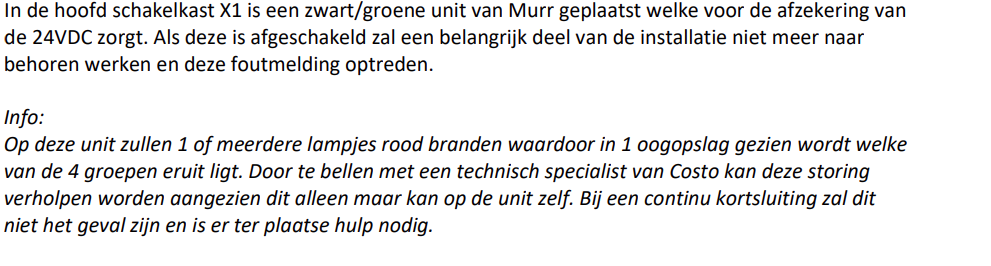 In de hoofd schakelkast X1 is een zwart/groene unit van Murr geplaatst welke voor de afzekering van
de 24VDC zorgt. Als deze is afgeschakeld zal een belangrijk deel van de installatie niet meer naar
behoren werken en deze foutmelding optreden.
Info:
Op deze unit zullen 1 of meerdere lampjes rood branden waardoor in 1 oogopslag gezien wordt welke
van de 4 groepen eruit ligt. Door te bellen met een technisch specialist van Costo kan deze storing
verholpen worden aangezien dit alleen maar kan op de unit zelf. Bij een continu kortsluiting zal dit
niet het geval zijn en is er ter plaatse hulp nodig.